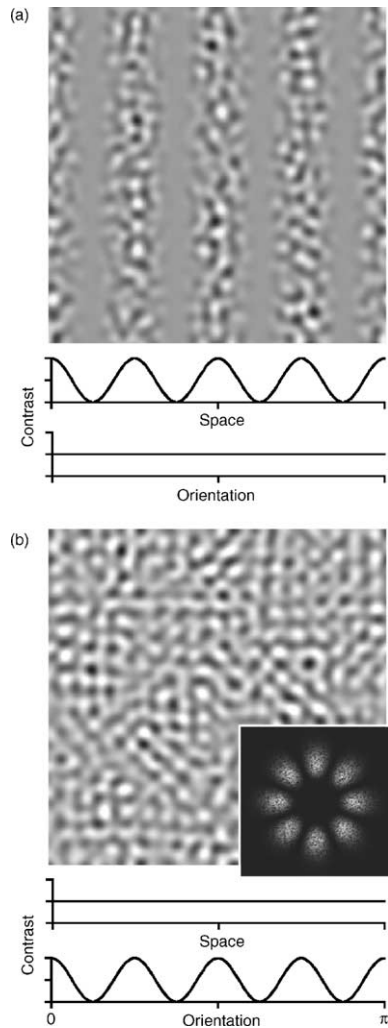 (a)
Contrast
Space
Orientation
(b)
Contrast
Space
0 Orientation π